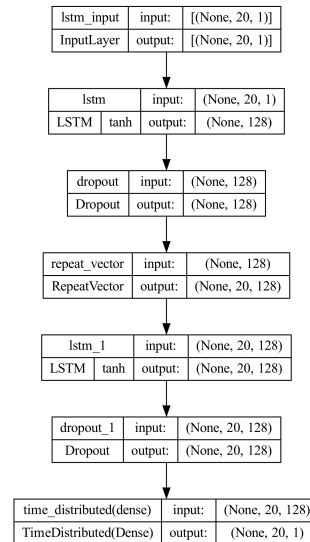 lstm_input input: [(None, 20, 1)]
InputLayer output: [(None, 20, 1)]
lstm input: (None, 20, 1)
LSTM tanh output: (None, 128)
dropout input: (None, 128)
Dropout output: (None, 128)
repeat_vector input: (None, 128)
RepeatVector output: (None, 20, 128)
lstm_1 input: (None, 20, 128)
LSTM tanh output: (None, 20, 128)
dropout_1 input: (None, 20, 128)
Dropout output: (None, 20, 128)
time_distributed(dense) input: (None, 20, 128)
TimeDistributed(Dense) output: (None, 20, 1)